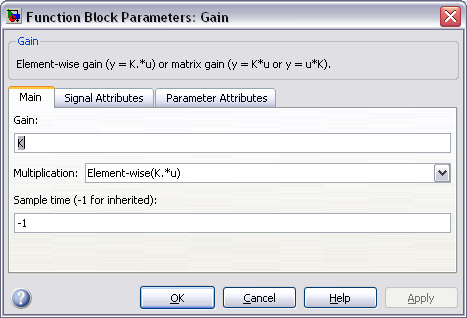 Function Block Parameters: Gain
Gain
Element-wise gain (y = K.*u) or matrix gain (y = K*u or y = u*K).
Main Signal Attributes Parameter Attributes
Gain:
K
Multiplication: Element-wise(K.*u)
Sample time (-1 for inherited):
-1
? OK Cancel Help Apply